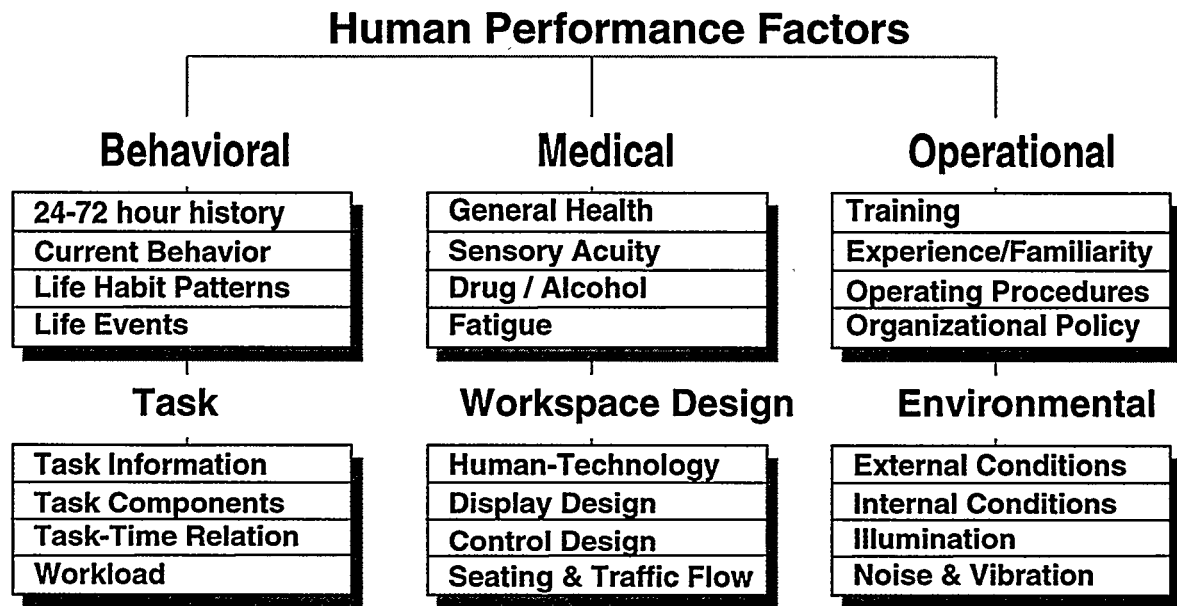 Human Performance Factors
Behavioral
24-72 hour history
Current Behavior
Life Habit Patterns
Life Events
Medical
General Health
Sensory Acuity
Drug / Alcohol
Fatigue
Operational
Training
Experience/Familiarity
Operating Procedures
Organizational Policy
Task
Task Information
Task Components
Task-Time Relation
Workload
Workspace Design
Human-Technology
Display Design
Control Design
Seating & Traffic Flow
Environmental
External Conditions
Internal Conditions
Illumination
Noise & Vibration